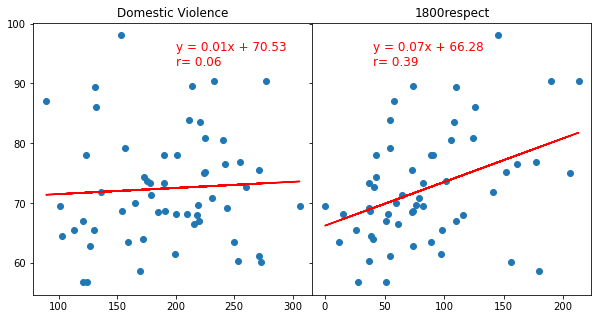 Domestic Violence
1800respect
y = 0.01x + 70.53
r= 0.06
y = 0.07x + 66.28
r= 0.39
100
90
80
70
60
100
150
200
250
300
0
50
100
150
200